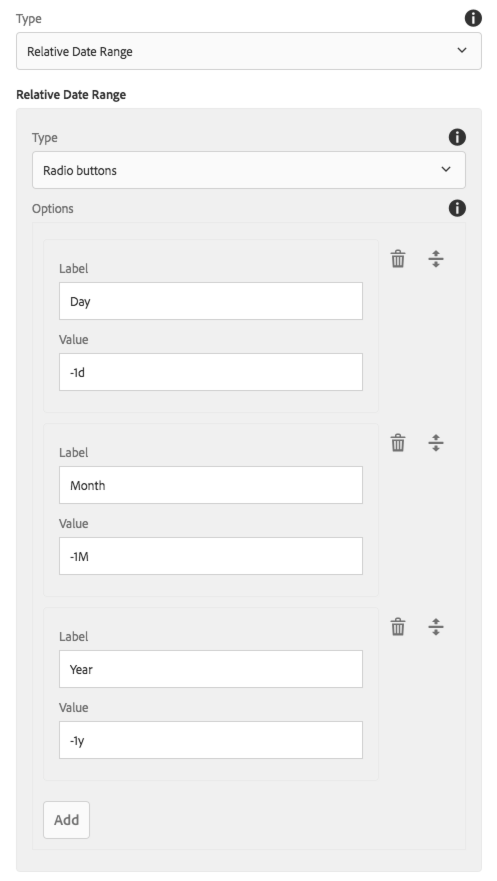 Type
Relative Date Range
Relative Date Range
Type
Radio buttons
Options
Label
Day
Value
-1d
Label
Month
Value
-1M
Label
Year
Value
-1y
Add